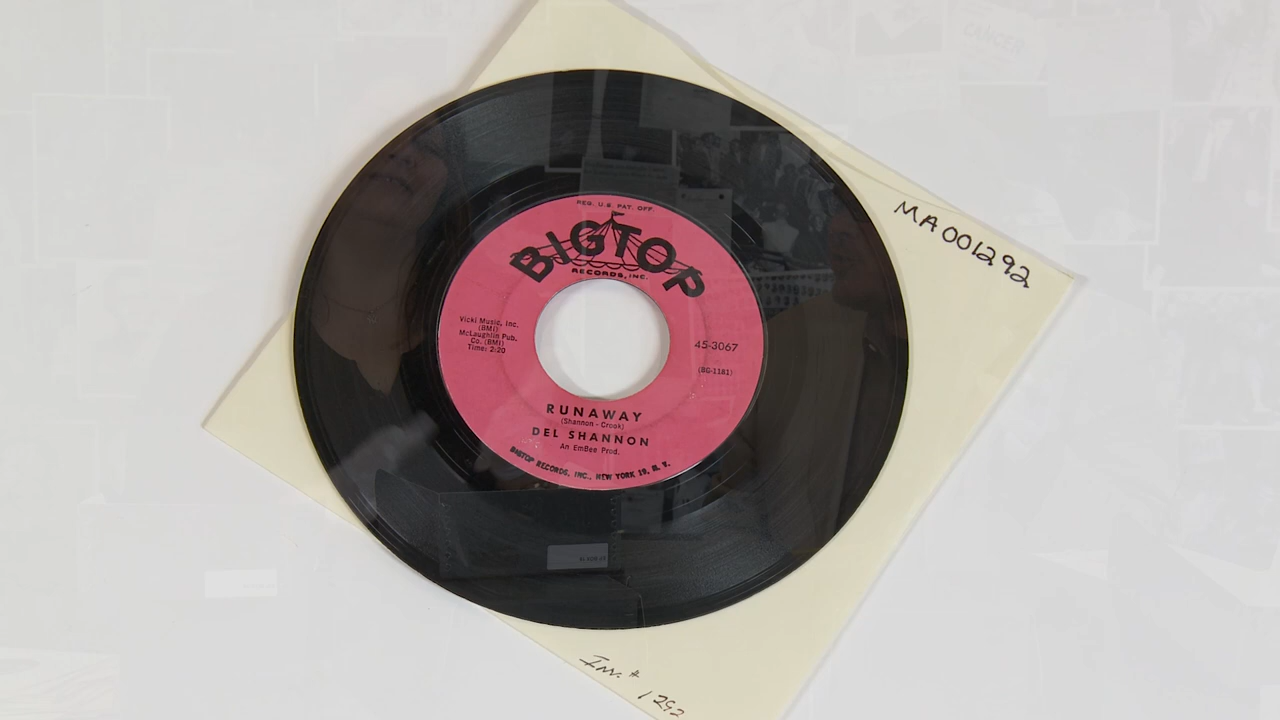 MA001292
REG. U.S. PAT. OFF.
BIGTOP
RECORDS, INC.
Vicki Music, Inc.
(BMI)
McLaughlin Pub.
Co. (BMI)
Time: 2:20
45-3067
(BG-1181)
RUNAWAY
(Shannon - Crook)
DEL SHANNON
An EmBee Prod.
BIGTOP RECORDS, INC., NEW YORK 19, N. Y.
Inv. #
1292